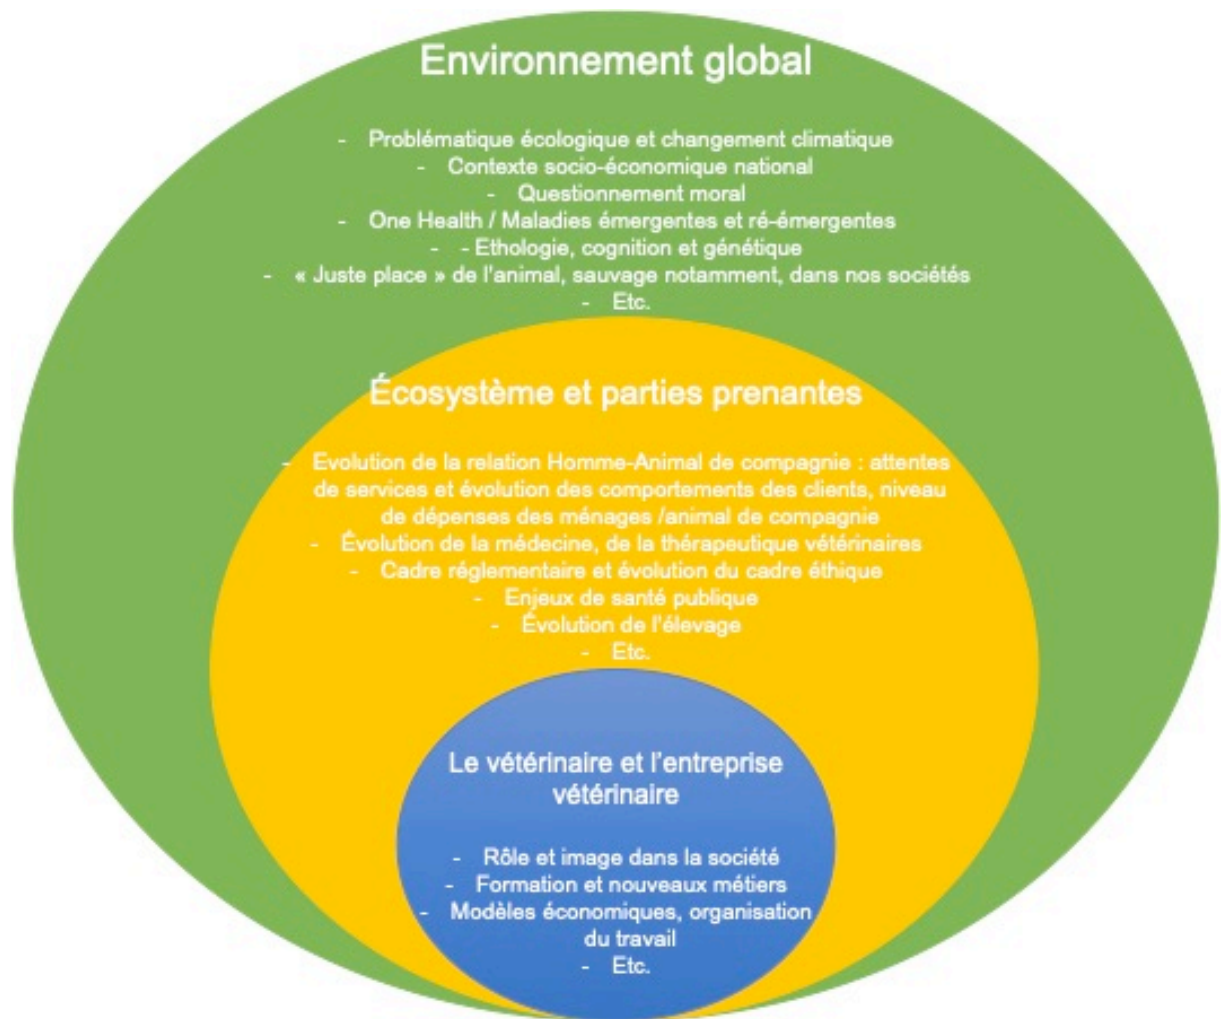 Environnement global
- Problématique écologique et changement climatique
- Contexte socio-économique national
- Questionnement moral
- One Health / Maladies émergentes et ré-émergentes
- - Ethologie, cognition et génétique
- « Juste place » de l'animal, sauvage notamment, dans nos sociétés
- Etc.
Écosystème et parties prenantes
- Evolution de la relation Homme-Animal de compagnie : attentes
de services et évolution des comportements des clients, niveau
de dépenses des ménages /animal de compagnie
- Évolution de la médecine, de la thérapeutique vétérinaires
- Cadre réglementaire et évolution du cadre éthique
- Enjeux de santé publique
- Évolution de l'élevage
- Etc.
Le vétérinaire et l'entreprise
vétérinaire
- Rôle et image dans la société
- Formation et nouveaux métiers
- Modèles économiques, organisation
du travail
- Etc.